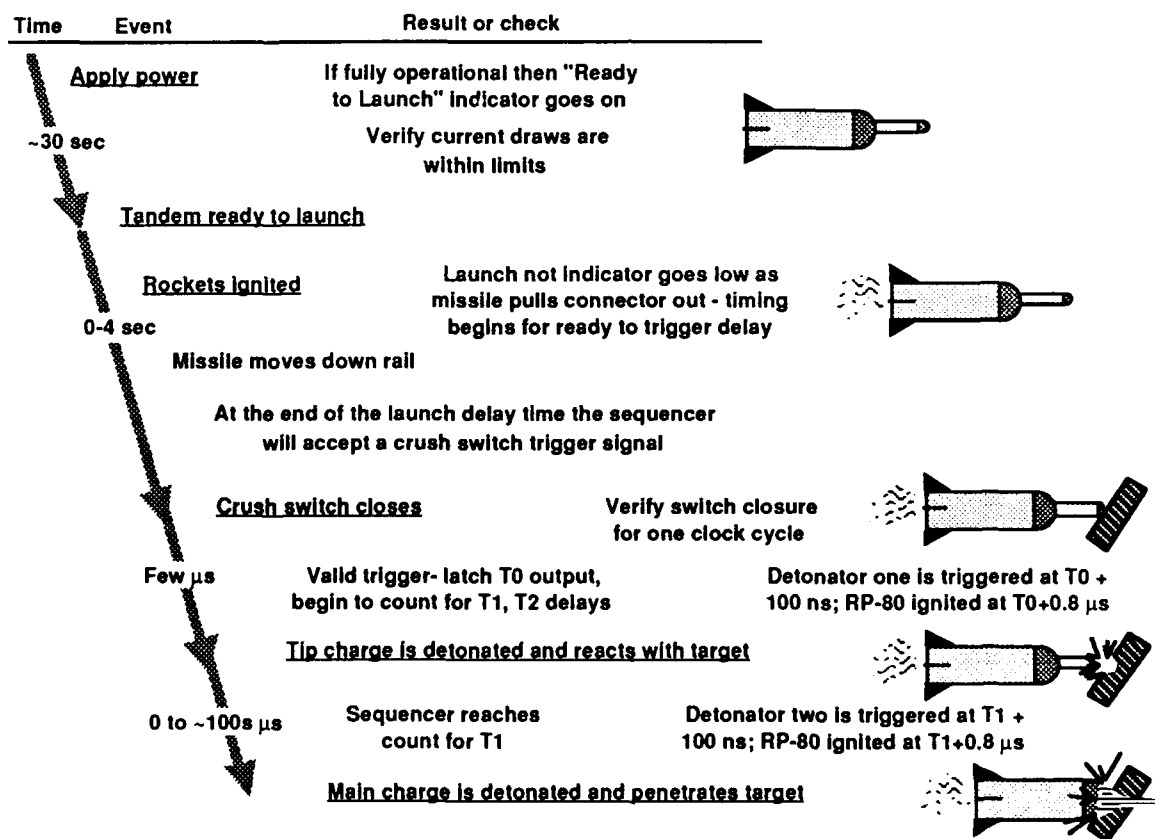 Time Event Result or check
Apply power
If fully operational then "Ready
to Launch" indicator goes on
~30 sec
Verify current draws are
within limits
Tandem ready to launch
Rockets ignited
Launch not indicator goes low as
missile pulls connector out - timing
begins for ready to trigger delay
0-4 sec
Missile moves down rail
At the end of the launch delay time the sequencer
will accept a crush switch trigger signal
Crush switch closes
Verify switch closure
for one clock cycle
Few μs
Valid trigger- latch T0 output,
begin to count for T1, T2 delays
Detonator one is triggered at T0 +
100 ns; RP-80 ignited at T0+0.8 μs
Tip charge is detonated and reacts with target
0 to ~100s μs
Sequencer reaches
count for T1
Detonator two is triggered at T1 +
100 ns; RP-80 ignited at T1+0.8 μs
Main charge is detonated and penetrates target